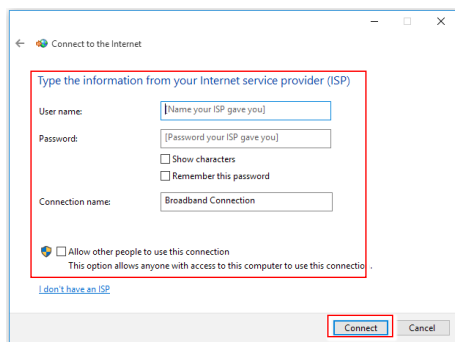 Connect to the Internet
Type the information from your Internet service provider (ISP)
User name:
[Name your ISP gave you]
Password:
[Password your ISP gave you]
Show characters
Remember this password
Connection name:
Broadband Connection
Allow other people to use this connection
This option allows anyone with access to this computer to use this connectio .
I don't have an ISP
Connect
Cancel